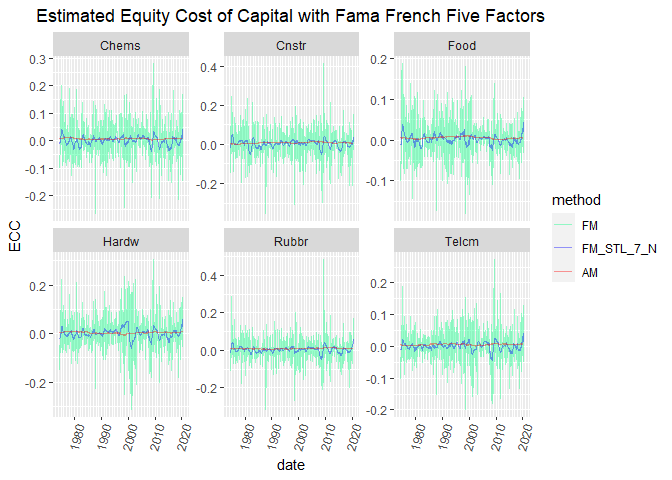 Estimated Equity Cost of Capital with Fama French Five Factors
Chems Cnstr Food
0.3
0.2
0.1
0.0
-0.1
-0.2
0.4
0.2
0.0
-0.2
0.2
0.1
0.0
-0.1
ECC
Hardw Rubbr Telcm
0.2
0.0
-0.2
0.4
0.2
0.0
-0.2
0.2
0.1
0.0
-0.1
-0.2
1980 1990 2000 2010 2020 1980 1990 2000 2010 2020 1980 1990 2000 2010 2020
date
method
FM
FM_STL_7_N
AM